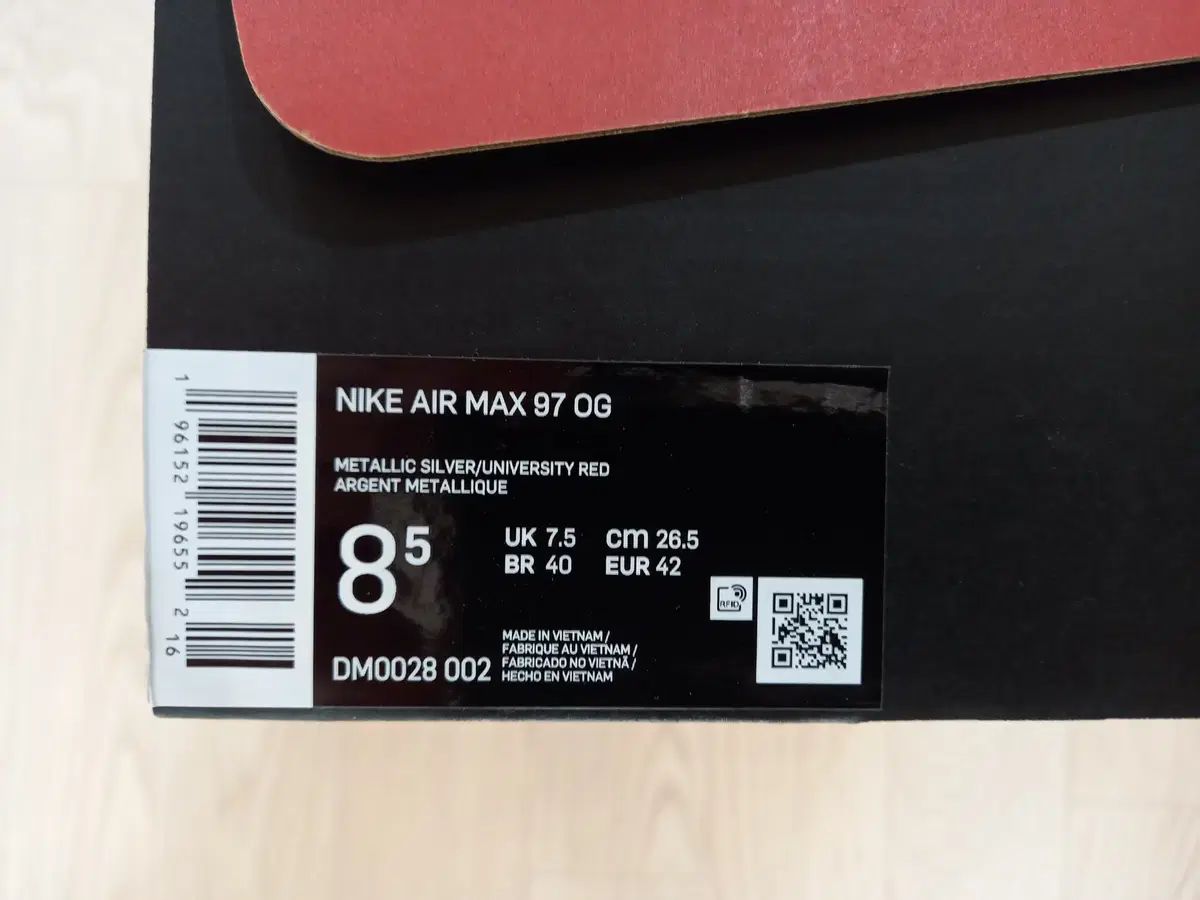 NIKE AIR MAX 97 OG
METALLIC SILVER/UNIVERSITY RED
ARGENT METALLIQUE
8 5
UK 7.5 cm 26.5
BR 40 EUR 42
RFID
MADE IN VIETNAM /
FABRIQUE AU VIETNAM /
FABRICADO NO VIETNÃ /
HECHO EN VIETNAM
DM0028 002
1 96152 19655 2 16